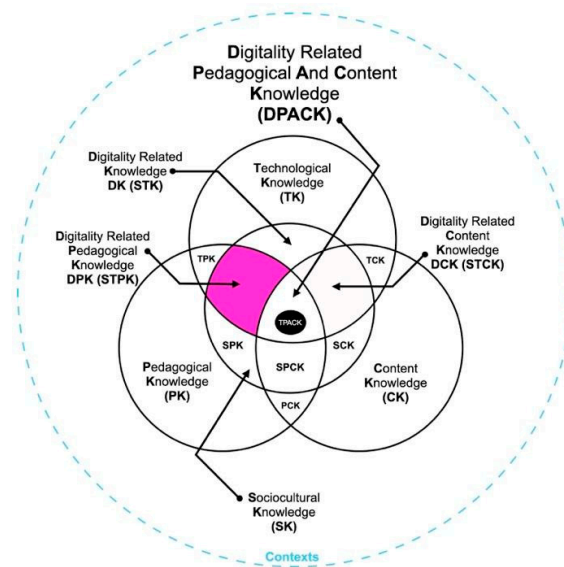 Digitality Related
Pedagogical And Content
Knowledge
(DPACK)
Digitality Related
Knowledge
DK (STK)
Technological
Knowledge
(TK)
Digitality Related
Pedagogical
Knowledge
DPK (STPK)
TPK
TCK
Digitality Related
Content
Knowledge
DCK (STCK)
TPACK
SPK
SCK
SPCK
Pedagogical
Knowledge
(PK)
Content
Knowledge
(CK)
PCK
Sociocultural
Knowledge
(SK)
Contexts